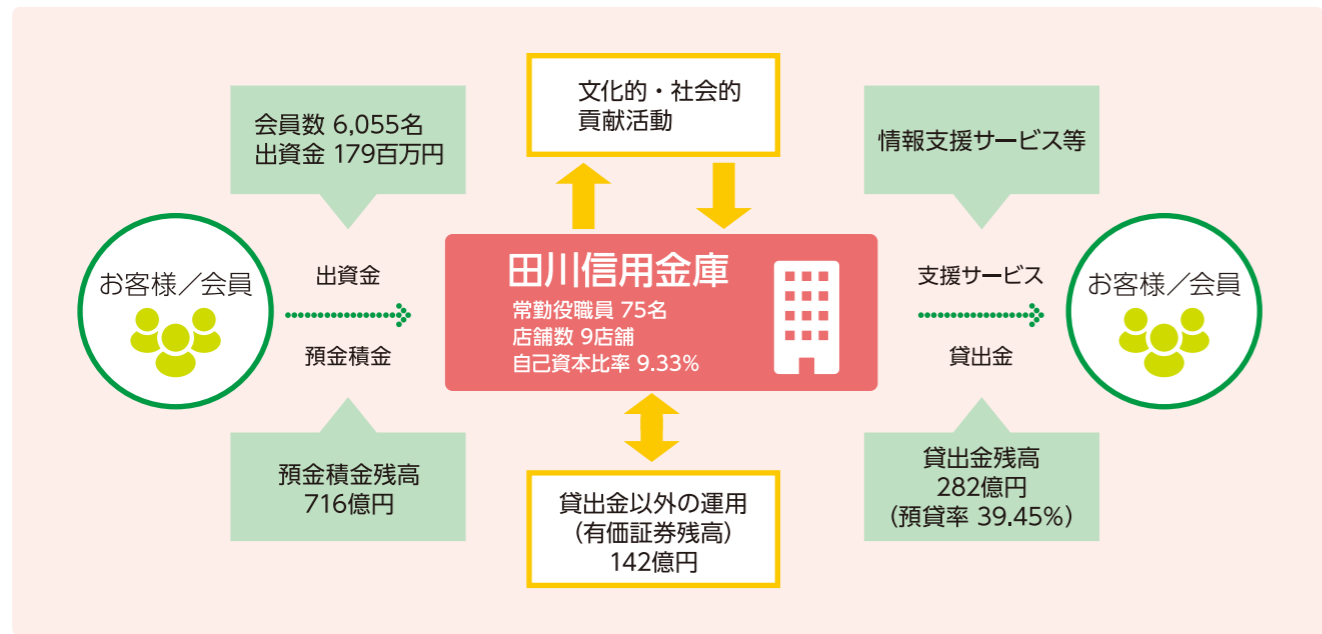 文化的・社会的
貢献活動
会員数 6,055名
出資金 179百万円
情報支援サービス等
お客様／会員
出資金
預金積金
田川信用金庫
常勤役職員 75名
店舗数 9店舗
自己資本比率 9.33%
支援サービス
貸出金
お客様／会員
預金積金残高
716億円
貸出金以外の運用
（有価証券残高）
142億円
貸出金残高
282億円
（預貸率 39.45%）